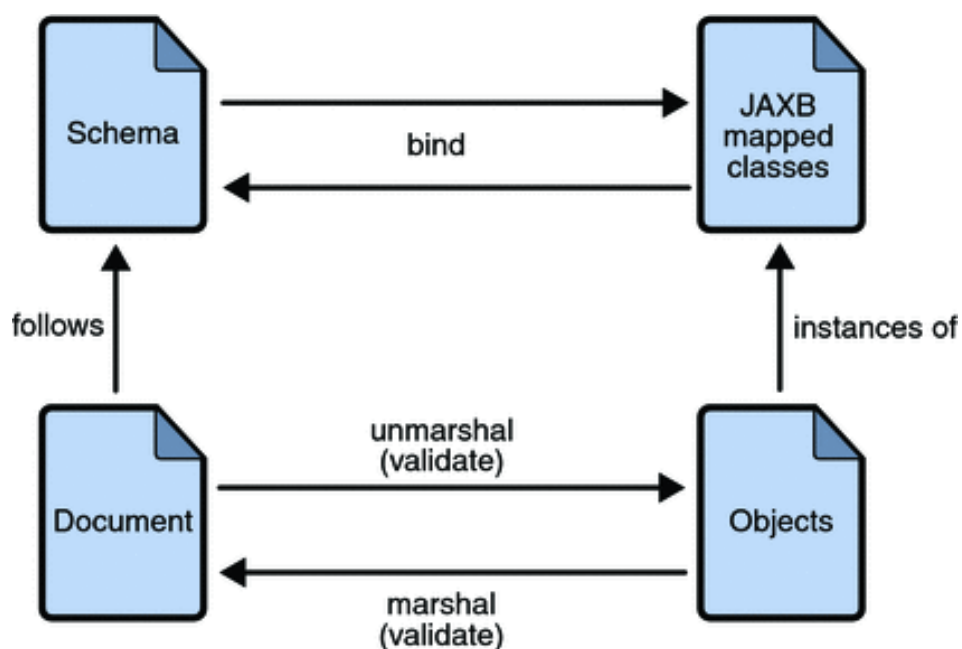 Schema
bind
JAXB
mapped
classes
follows
instances of
Document
unmarshal
(validate)
marshal
(validate)
Objects